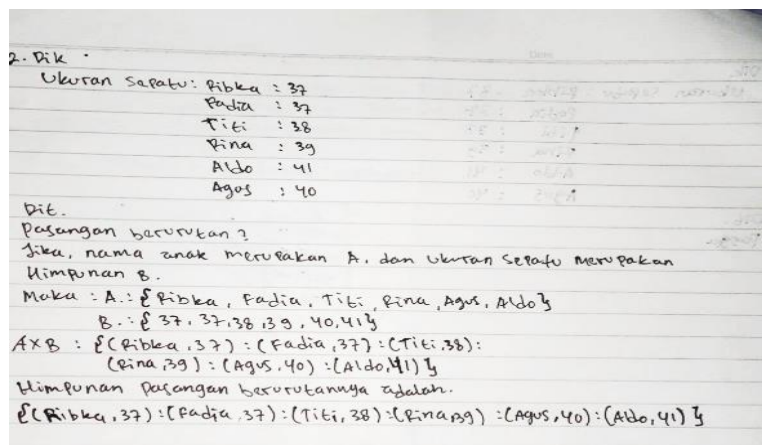 2. Dik :
Ukuran Sapatu : Ribka : 37
Fadia : 37
Titi : 38
Rina : 39
Aldo : 41
Agus : 40
Dit.
Pasangan berurutan ?
Jika, nama anak merupakan A. dan ukuran Sepatu merupakan
Himpunan B.
Maka : A. : { Ribka, Fadia, Titi, Rina, Agus, Aldo }
B. : { 37, 37, 38, 39, 40, 41 }
A x B : { ( Ribka, 37 ) : ( Fadia, 37 ) : ( Titi, 38 ) :
( Rina, 39 ) : ( Agus, 40 ) : ( Aldo, 41 ) }
Himpunan Pasangan berurutannya adalah.
{ ( Ribka, 37 ) : ( Fadia, 37 ) : ( Titi, 38 ) : ( Rina, 39 ) : ( Agus, 40 ) : ( Aldo, 41 ) }